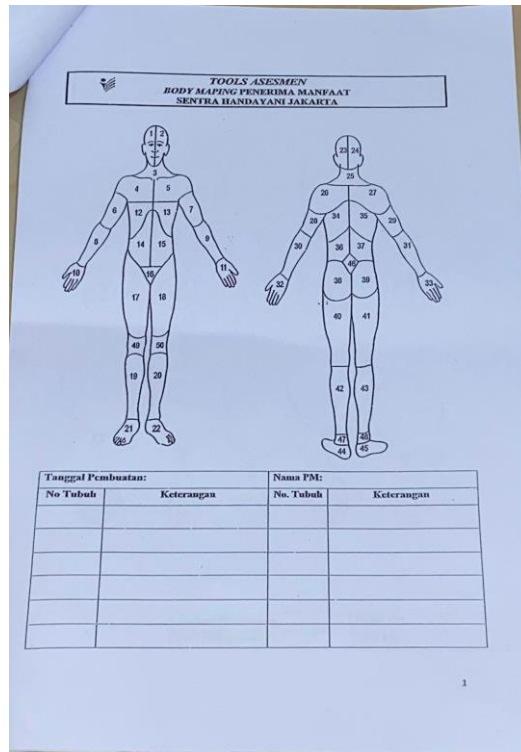 TOOLS ASESMEN
BODY MAPING PENERIMA MANFAAT
SENTRA HANDAYANI JAKARTA
1 2
3
4 5
6 12 13 7
8 14 15 9
10 16 11
17 18
49 50
19 20
21 22
23 24
25
26 27
28 34 35 29
30 36 37 31
46
32 38 39 33
40 41
42 43
47 48
44 45
Tanggal Pembuatan: Nama PM:
No Tubuh Keterangan No. Tubuh Keterangan
1